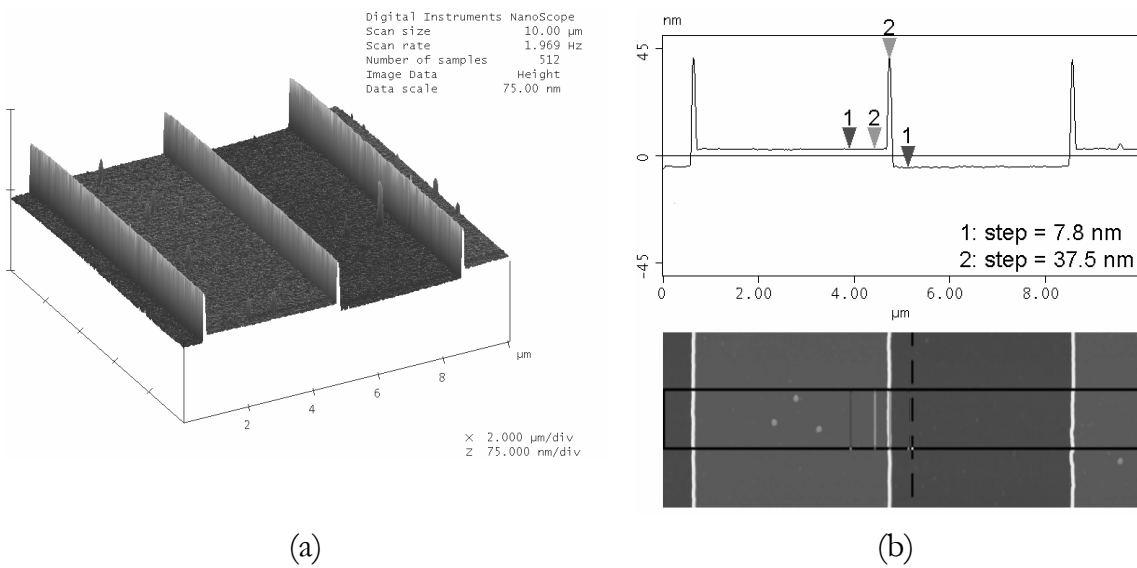 Digital Instruments NanoScope
Scan size 10.00 µm
Scan rate 1.969 Hz
Number of samples 512
Image Data Height
Data scale 75.00 nm
2
4
6
8
µm
X 2.000 µm/div
Z 75.000 nm/div
(a)
nm
45
0
-45
2
1
2
1
1: step = 7.8 nm
2: step = 37.5 nm
0 2.00 4.00 6.00 8.00
µm
(b)